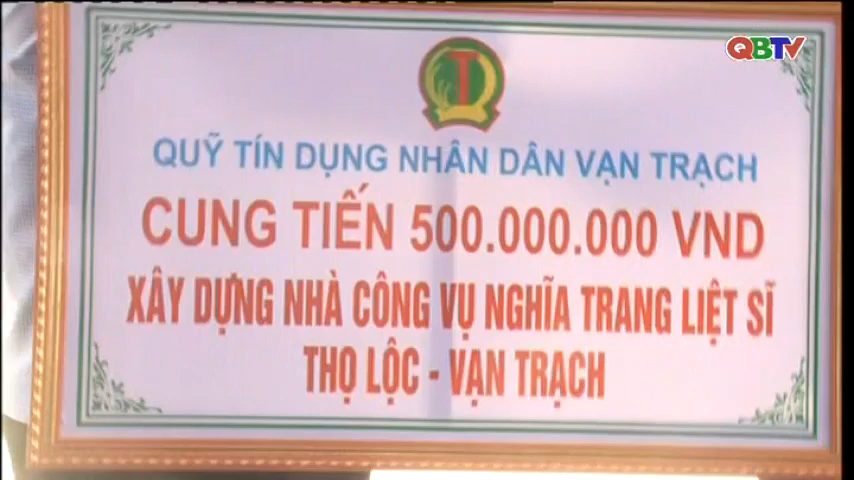 QBTV
QUỸ TÍN DỤNG NHÂN DÂN VẠN TRẠCH
CUNG TIẾN 500.000.000 VND
XÂY DỰNG NHÀ CÔNG VỤ NGHĨA TRANG LIỆT SĨ
THỌ LỘC - VẠN TRẠCH